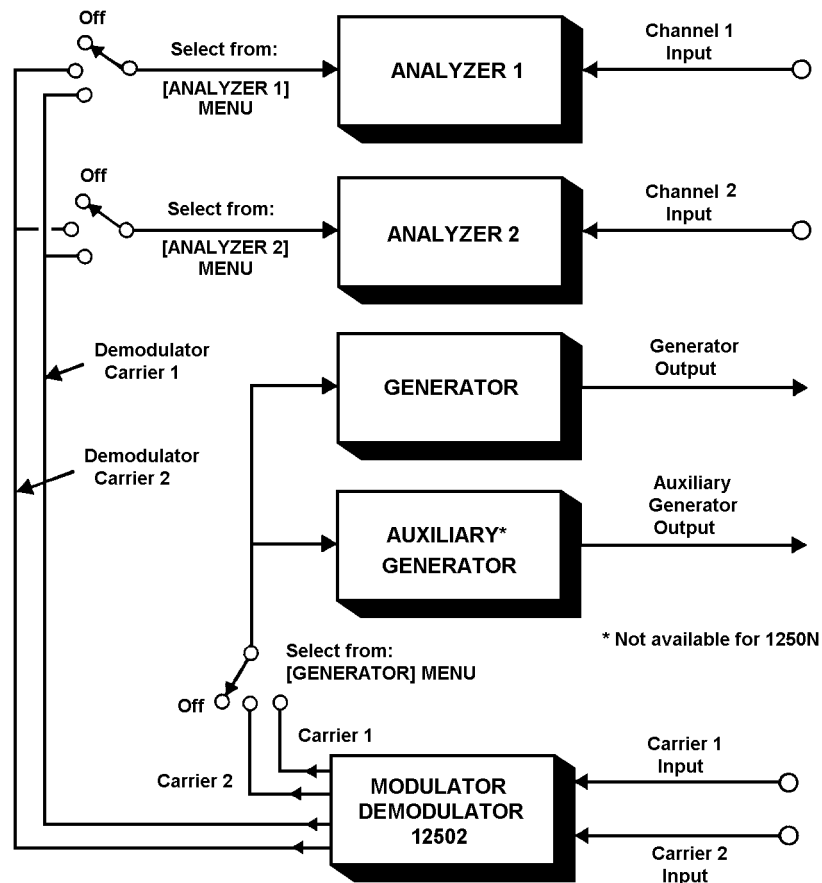 Off
Select from:
[ANALYZER 1]
MENU
ANALYZER 1
Channel 1
Input
Off
Select from:
[ANALYZER 2]
MENU
ANALYZER 2
Channel 2
Input
Demodulator
Carrier 1
GENERATOR
Generator
Output
Demodulator
Carrier 2
AUXILIARY*
GENERATOR
Auxiliary
Generator
Output
* Not available for 1250N
Select from:
[GENERATOR] MENU
Off
Carrier 1
Carrier 2
MODULATOR
DEMODULATOR
12502
Carrier 1
Input
Carrier 2
Input